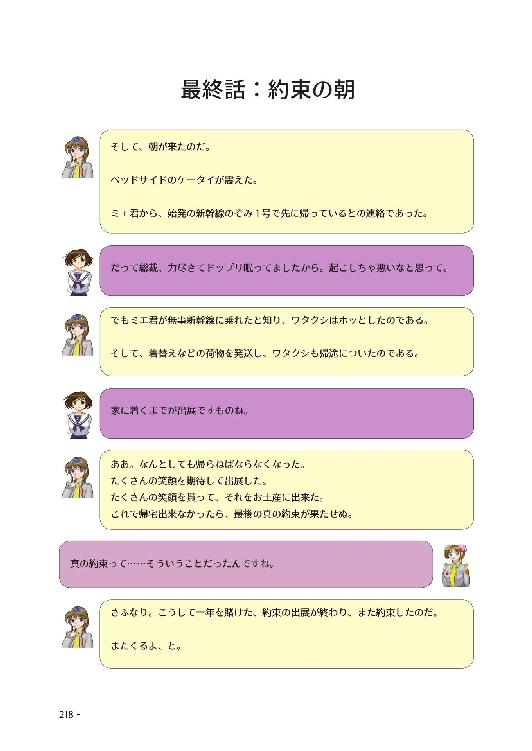 最終話：約束の朝
そして、朝が来たのだ。
ベッドサイドのケータイが震えた。
ミエ君から、始発の新幹線のぞみ１号で先に帰っているとの連絡であった。
だって総裁、力尽きてドップリ眠ってましたから。起こしちゃ悪いなと思って。
でもミエ君が無事新幹線に乗れたと知り、ワタクシはホッとしたのである。
そして、着替えなどの荷物を発送し、ワタクシも帰途についたのである。
家に着くまでが出展ですものね。
ああ。なんとしても帰らねばならなくなった。
たくさんの笑顔を期待して出展した。
たくさんの笑顔を貰って、それをお土産に出来た。
これで帰宅出来なかったら、最後の真の約束が果たせぬ。
真の約束って……そういうことだったんですね。
さふなり。こうして一年を賭けた、約束の出展が終わり、また約束したのだ。
またくるよ、と。
218 -